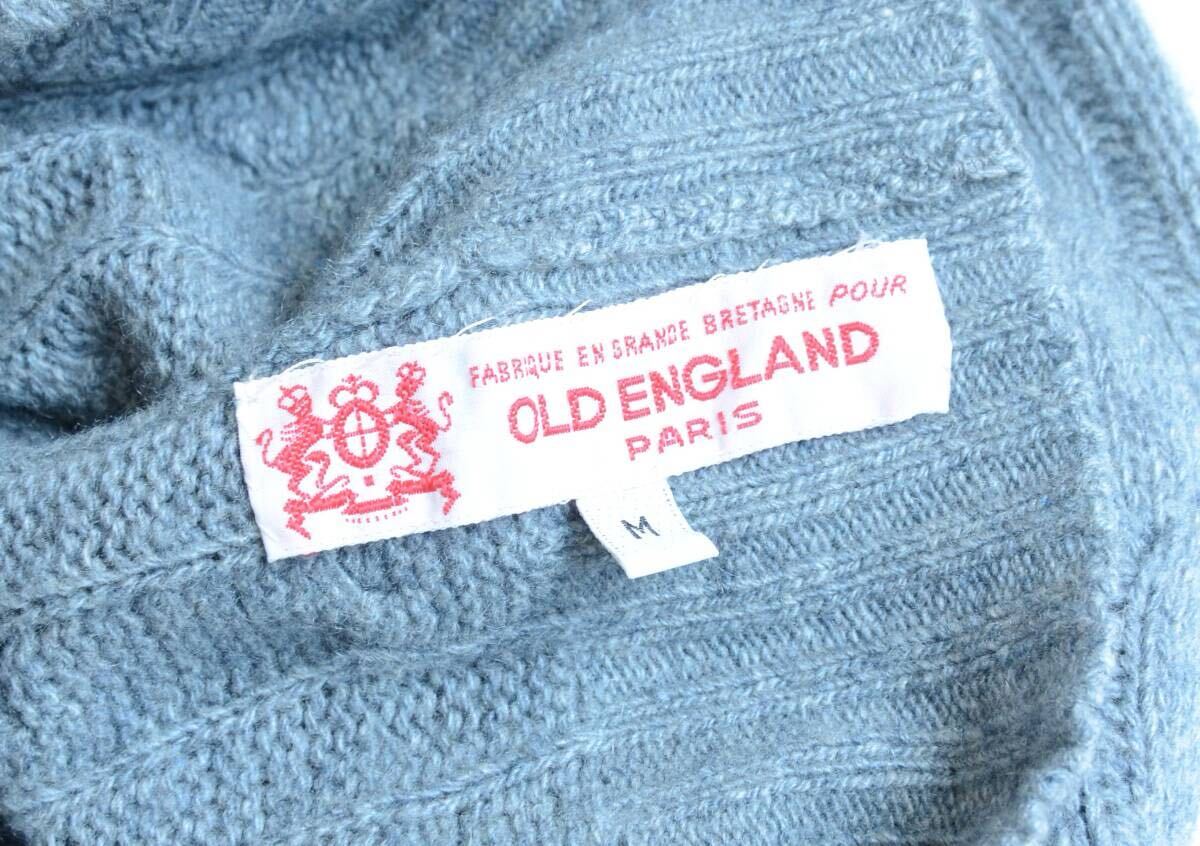 FABRIQUE EN GRANDE BRETAGNE POUR
OLD ENGLAND
PARIS
M